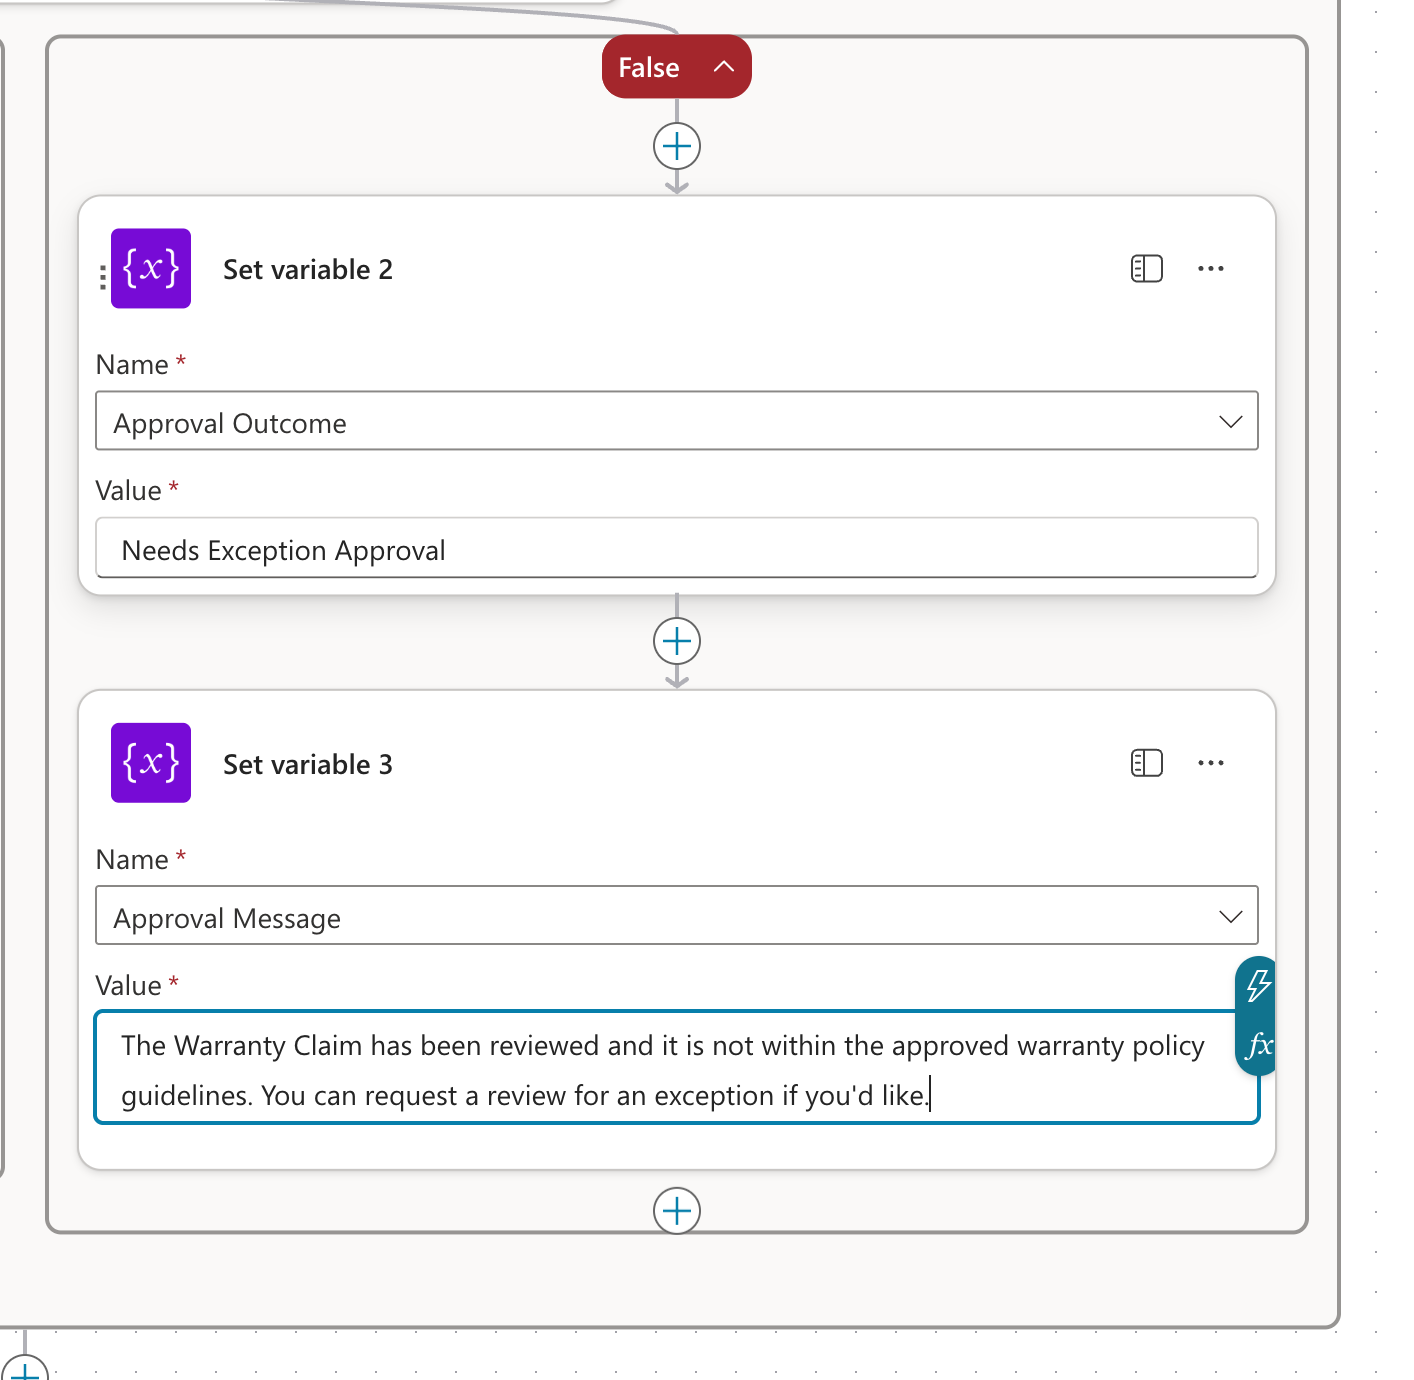 False
{x}
Set variable 2
Name *
Approval Outcome
Value *
Needs Exception Approval
{x}
Set variable 3
Name *
Approval Message
Value *
fx
The Warranty Claim has been reviewed and it is not within the approved warranty policy
guidelines. You can request a review for an exception if you'd like.